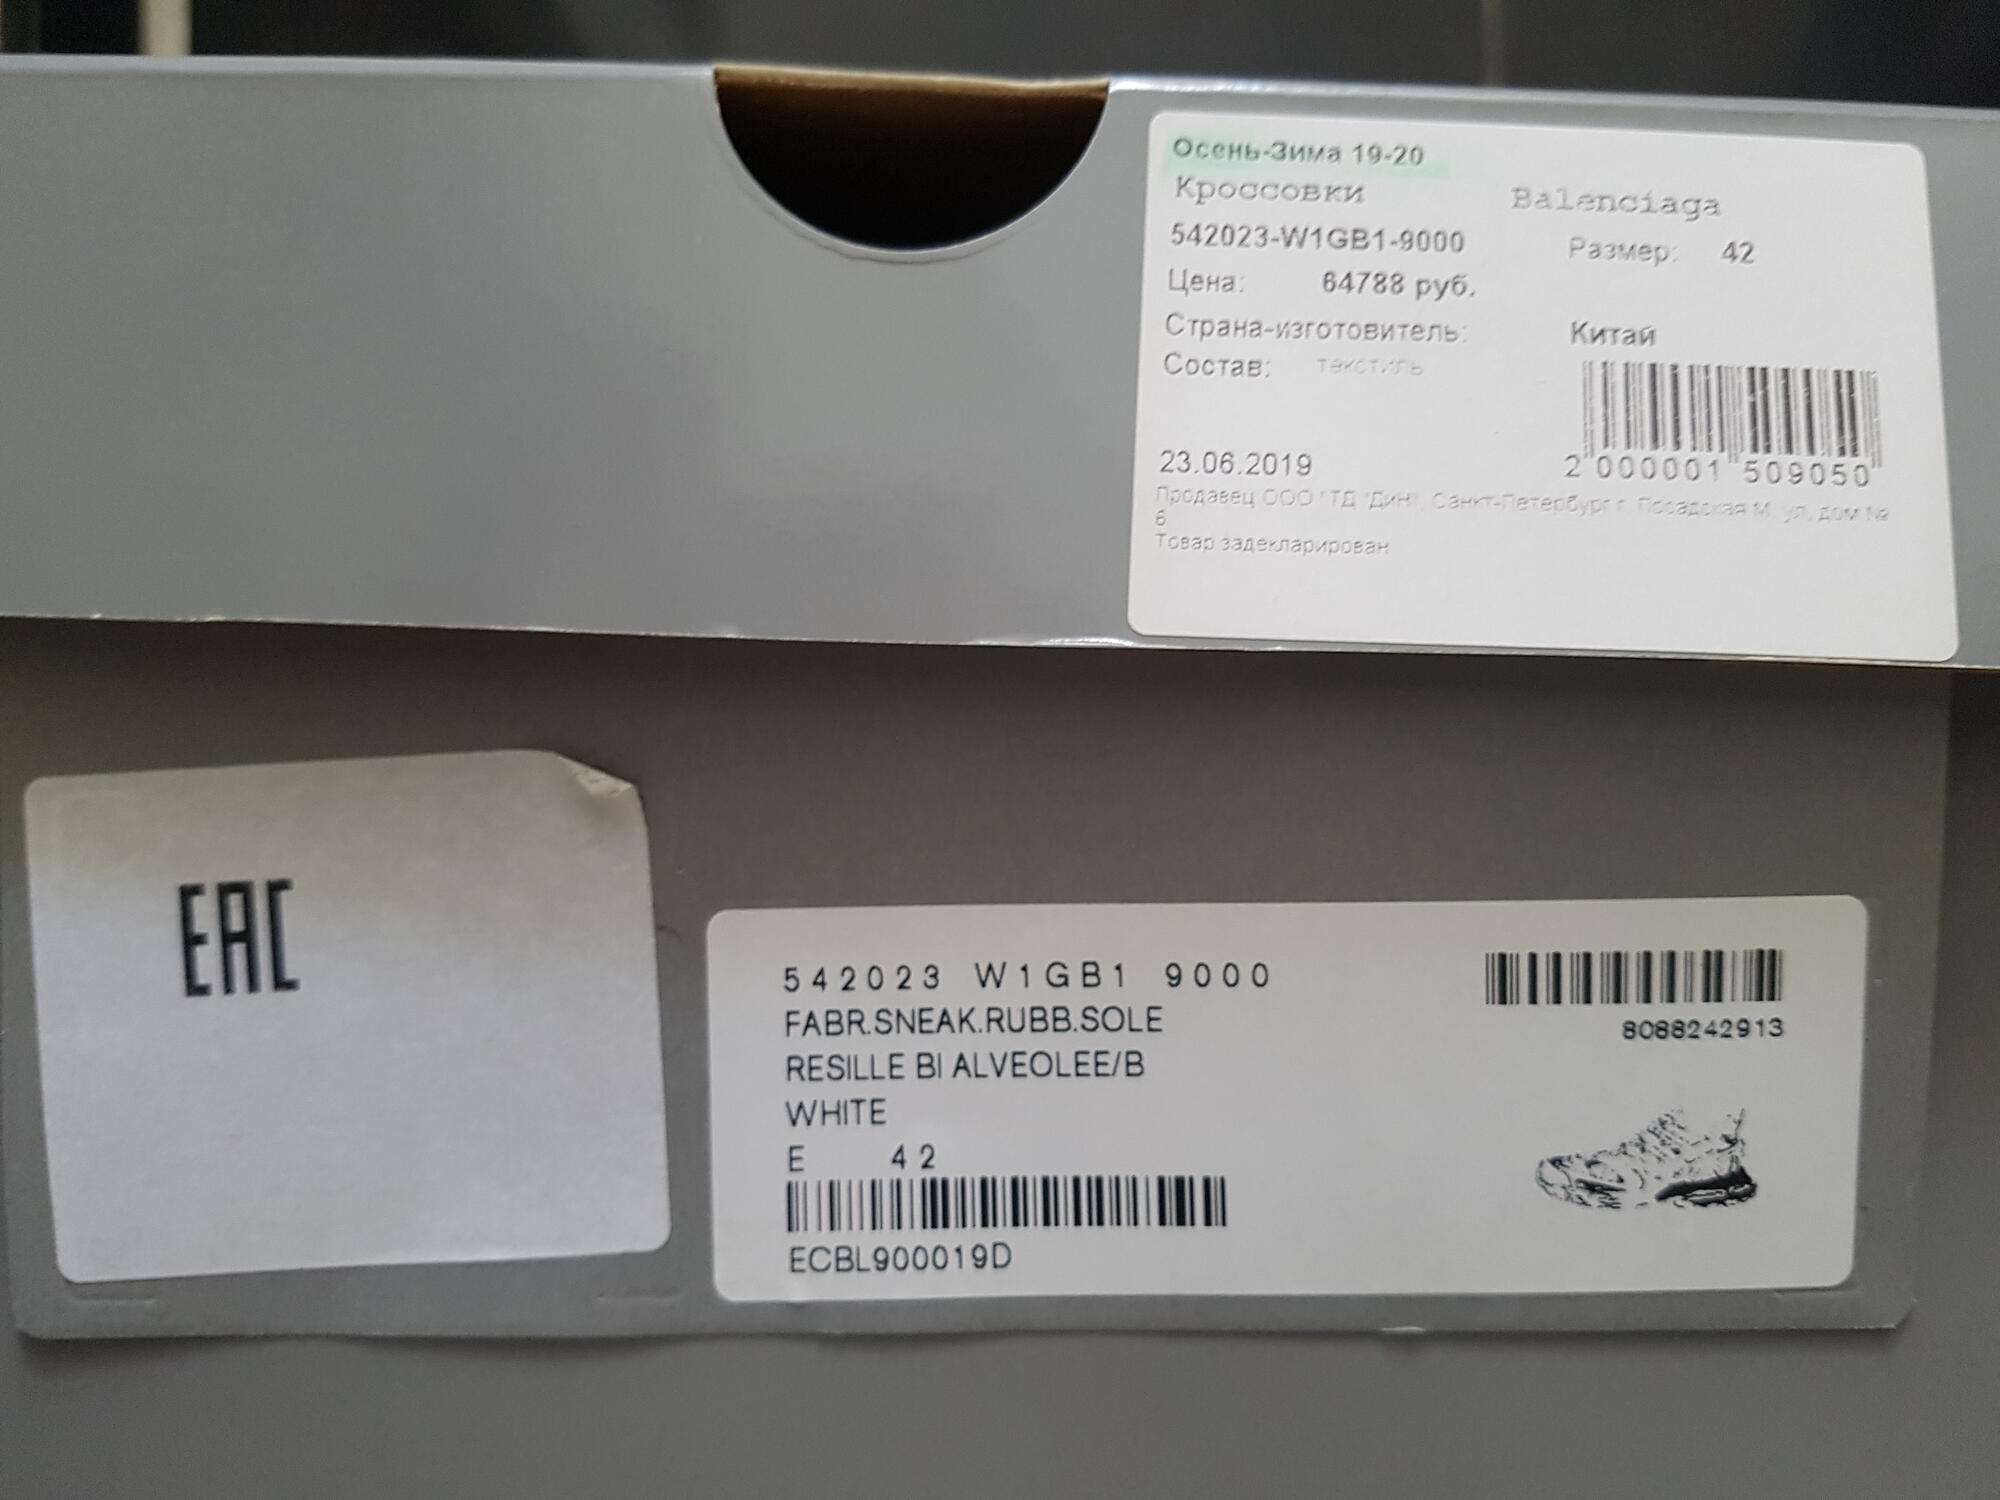 Осень-Зима 19-20
Кроссовки Balenciaga
542023-W1GB1-9000 Размер: 42
Цена: 64788 руб.
Страна-изготовитель: Китай
Состав: текстиль
23.06.2019 2 000001 509050
Продавец ООО "ТД "ДиН", Санкт-Петербург г, Посадская М. ул, дом №
6
Товар задекларирован
EAC
542023 W1GB1 9000
FABR.SNEAK.RUBB.SOLE
8088242913
RESILLE BI ALVEOLEE/B
WHITE
E 42
ECBL900019D